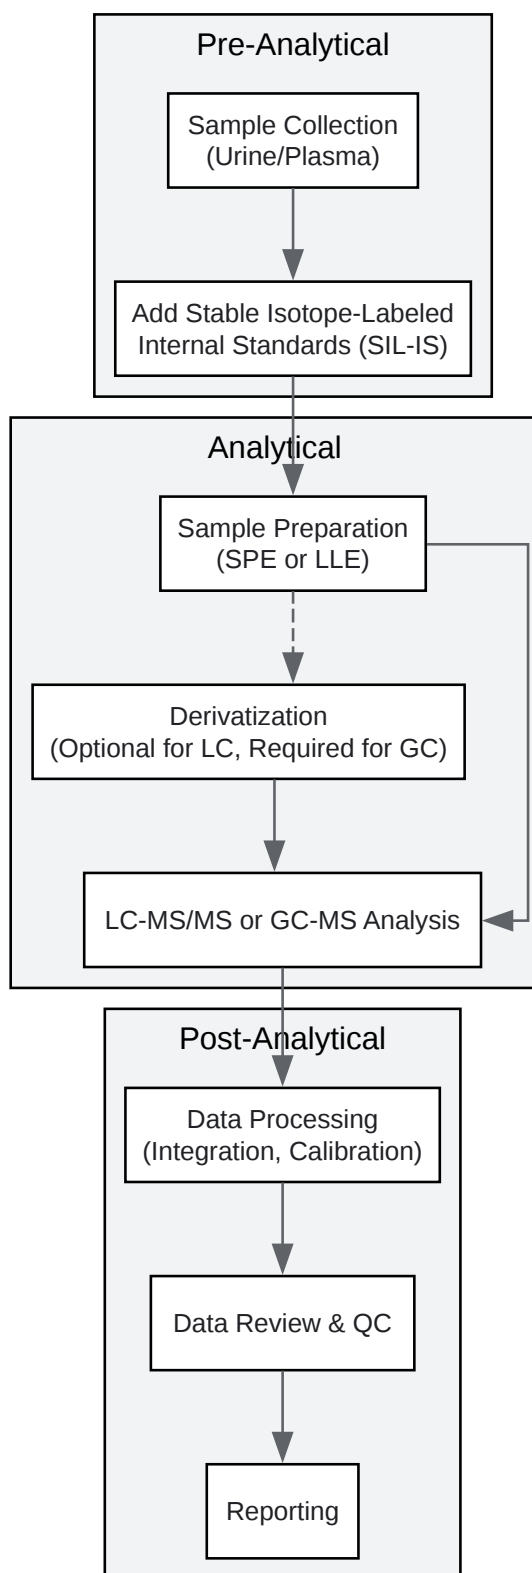 Pre-Analytical
Sample Collection
(Urine/Plasma)
Add Stable Isotope-Labeled
Internal Standards (SIL-IS)
Analytical
Sample Preparation
(SPE or LLE)
Derivatization
(Optional for LC, Required for GC)
LC-MS/MS or GC-MS Analysis
Post-Analytical
Data Processing
(Integration, Calibration)
Data Review & QC
Reporting